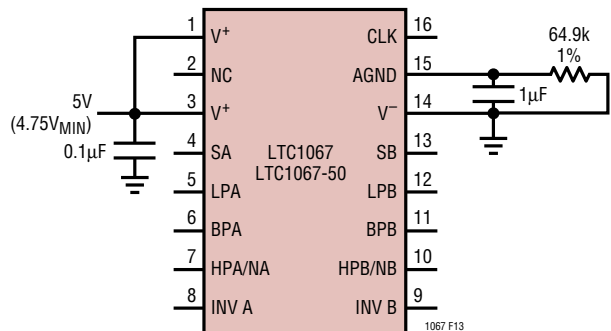 1
V+
2
NC
3
V+
4
SA
5
LPA
6
BPA
7
HPA/NA
8
INV A
5V
(4.75VMIN)
0.1µF
LTC1067
LTC1067-50
16
CLK
15
AGND
14
V–
13
SB
12
LPB
11
BPB
10
HPB/NB
9
INV B
64.9k
1%
1µF
1067 F13